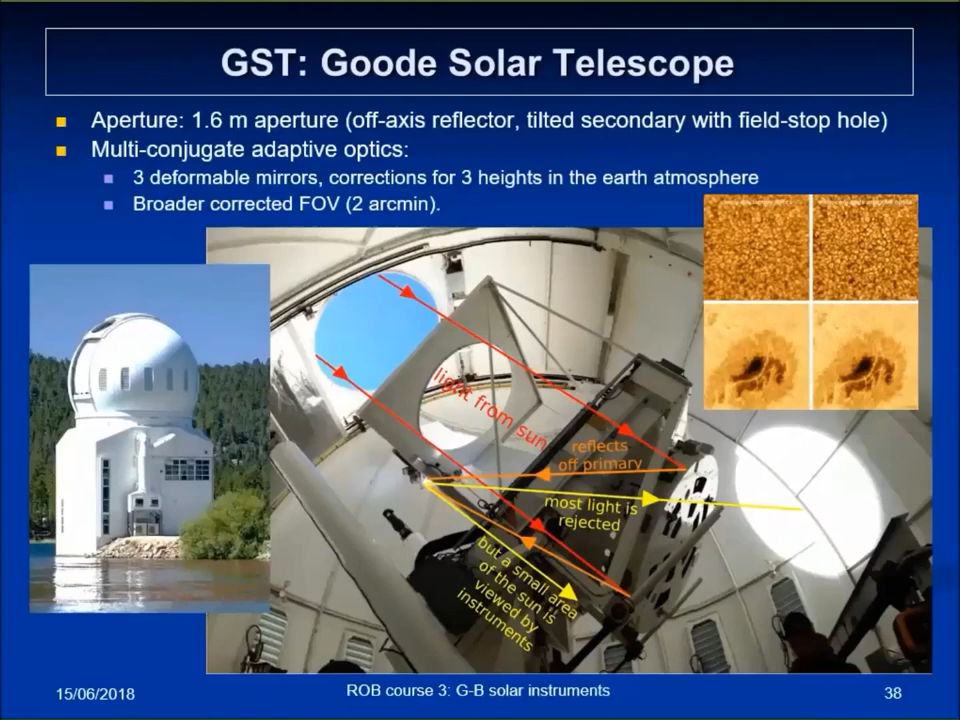 GST: Goode Solar Telescope
Aperture: 1.6 m aperture (off-axis reflector, tilted secondary with field-stop hole)
Multi-conjugate adaptive optics:
3 deformable mirrors, corrections for 3 heights in the earth atmosphere
Broader corrected FOV (2 arcmin).
light from sun
reflects
off primary
most light is
rejected
but a small area
of the sun is
viewed by
instruments
15/06/2018
ROB course 3: G-B solar instruments
38